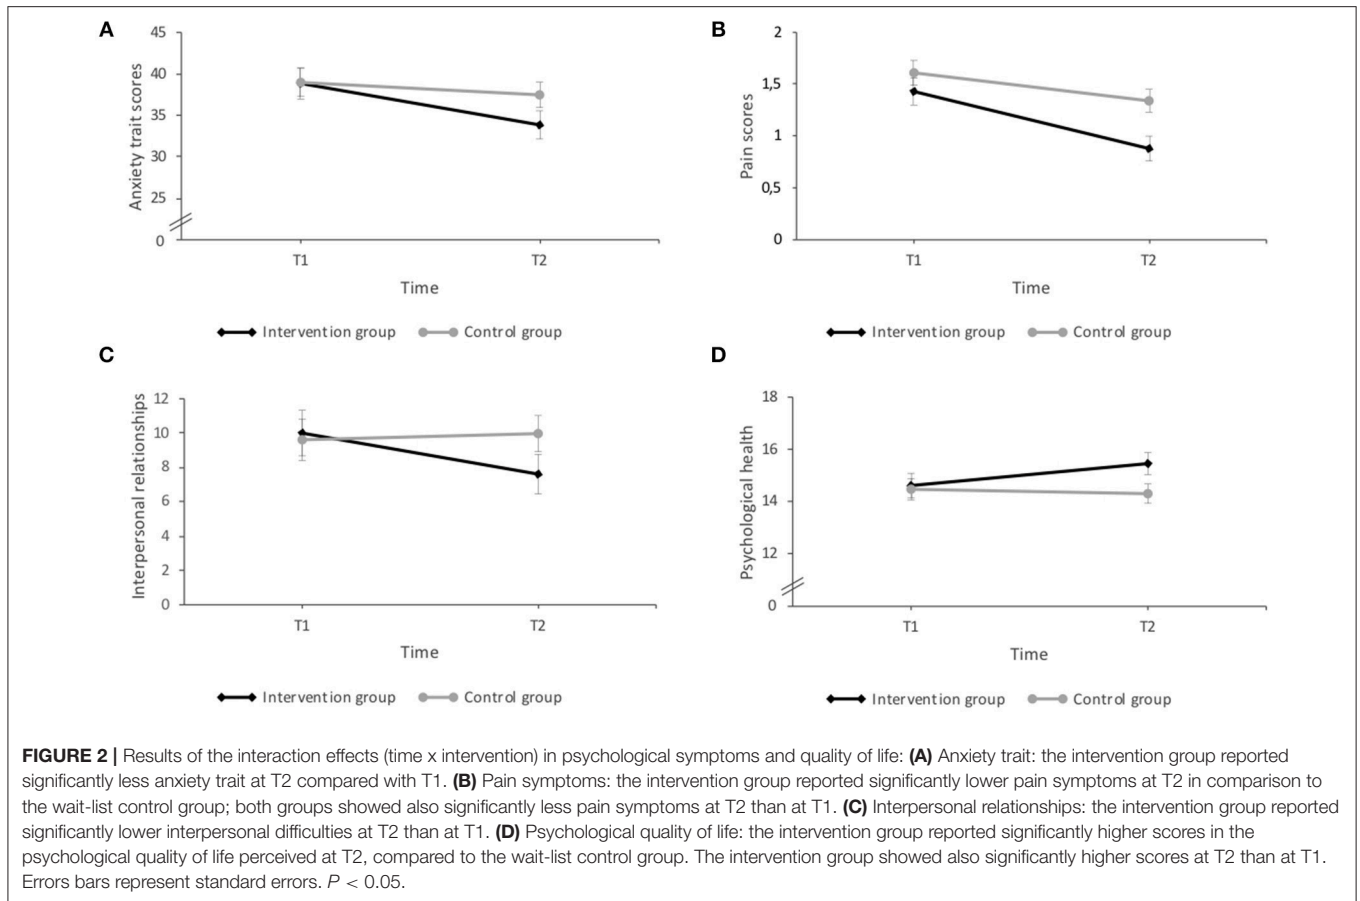 A
45
40
35
30
25
0
Anxiety trait scores
T1 T2
Time
Intervention group Control group
B
2
1,5
1
0,5
0
Pain scores
T1 T2
Time
Intervention group Control group
C
12
10
8
6
4
2
0
Interpersonal relationships
T1 T2
Time
Intervention group Control group
D
18
16
14
12
0
Psychological health
T1 T2
Time
Intervention group Control group
FIGURE 2 | Results of the interaction effects (time x intervention) in psychological symptoms and quality of life: (A) Anxiety trait: the intervention group reported
significantly less anxiety trait at T2 compared with T1. (B) Pain symptoms: the intervention group reported significantly lower pain symptoms at T2 in comparison to
the wait-list control group; both groups showed also significantly less pain symptoms at T2 than at T1. (C) Interpersonal relationships: the intervention group reported
significantly lower interpersonal difficulties at T2 than at T1. (D) Psychological quality of life: the intervention group reported significantly higher scores in the
psychological quality of life perceived at T2, compared to the wait-list control group. The intervention group showed also significantly higher scores at T2 than at T1.
Errors bars represent standard errors. P < 0.05.